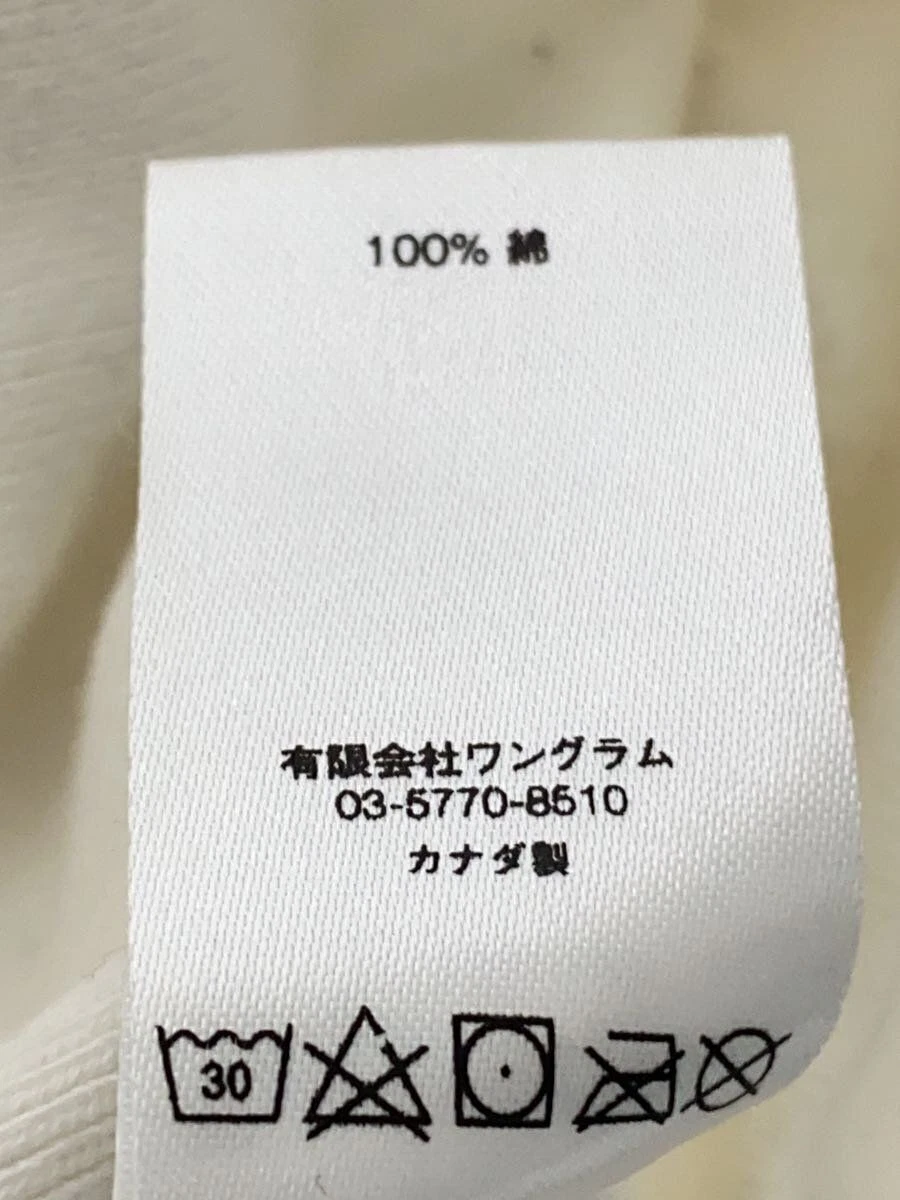 100% 綿
有限会社ワングラム
03-5770-8510
カナダ製
30